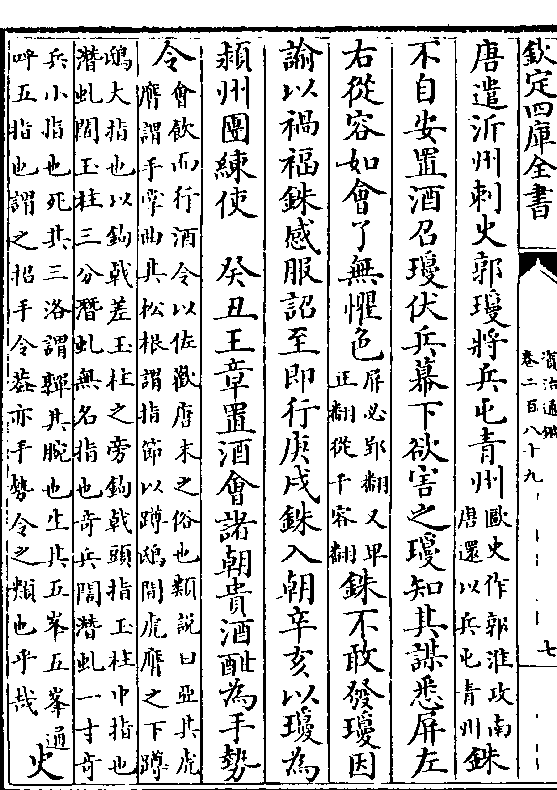 欽定四庫全書
資治通鑑
卷二百八十九
七
唐遣沂州刺史郭瓊將兵屯青州
歐史作郭淮攻南
唐還以兵屯青州
銖
不自安置酒召瓊伏兵幕下欲害之瓊知其謀悉屏左
右從容如會了無懼色
屏必郢翻又卑
正翻從千容翻
銖不敢發瓊因
諭以禍福銖感服詔至即行庚戌銖入朝辛亥以瓊為
頴州團練使　癸丑王章置酒會諸朝貴酒酣為手勢
令
會飲而行酒令以佐歡唐末之俗也類說曰亞其虎
膺謂手掌曲其松根謂指節以蹲鴟間虎膺之下蹲
鴟大指也以鉤戟差玉柱之旁鉤戟頭指玉柱中指也
潛虬闊玉柱三分潛虬無名指也奇兵闊潛虬一寸奇
兵小指也死其三洛謂輭其腕也生其五峯五峯通
呼五指也謂之招手令蓋亦手勢令之類也乎哉
史